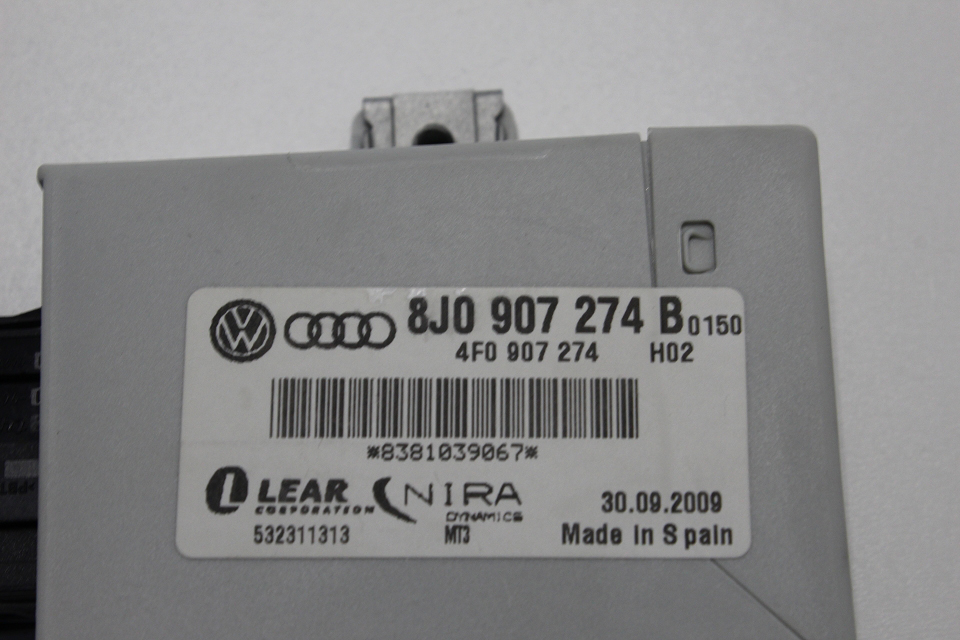 8J0 907 274 B 0150
4F0 907 274 H02
*8381039067*
LEAR
CORPORATION
NIRA
DYNAMICS
30.09.2009
532311313
MT3
Made in Spain